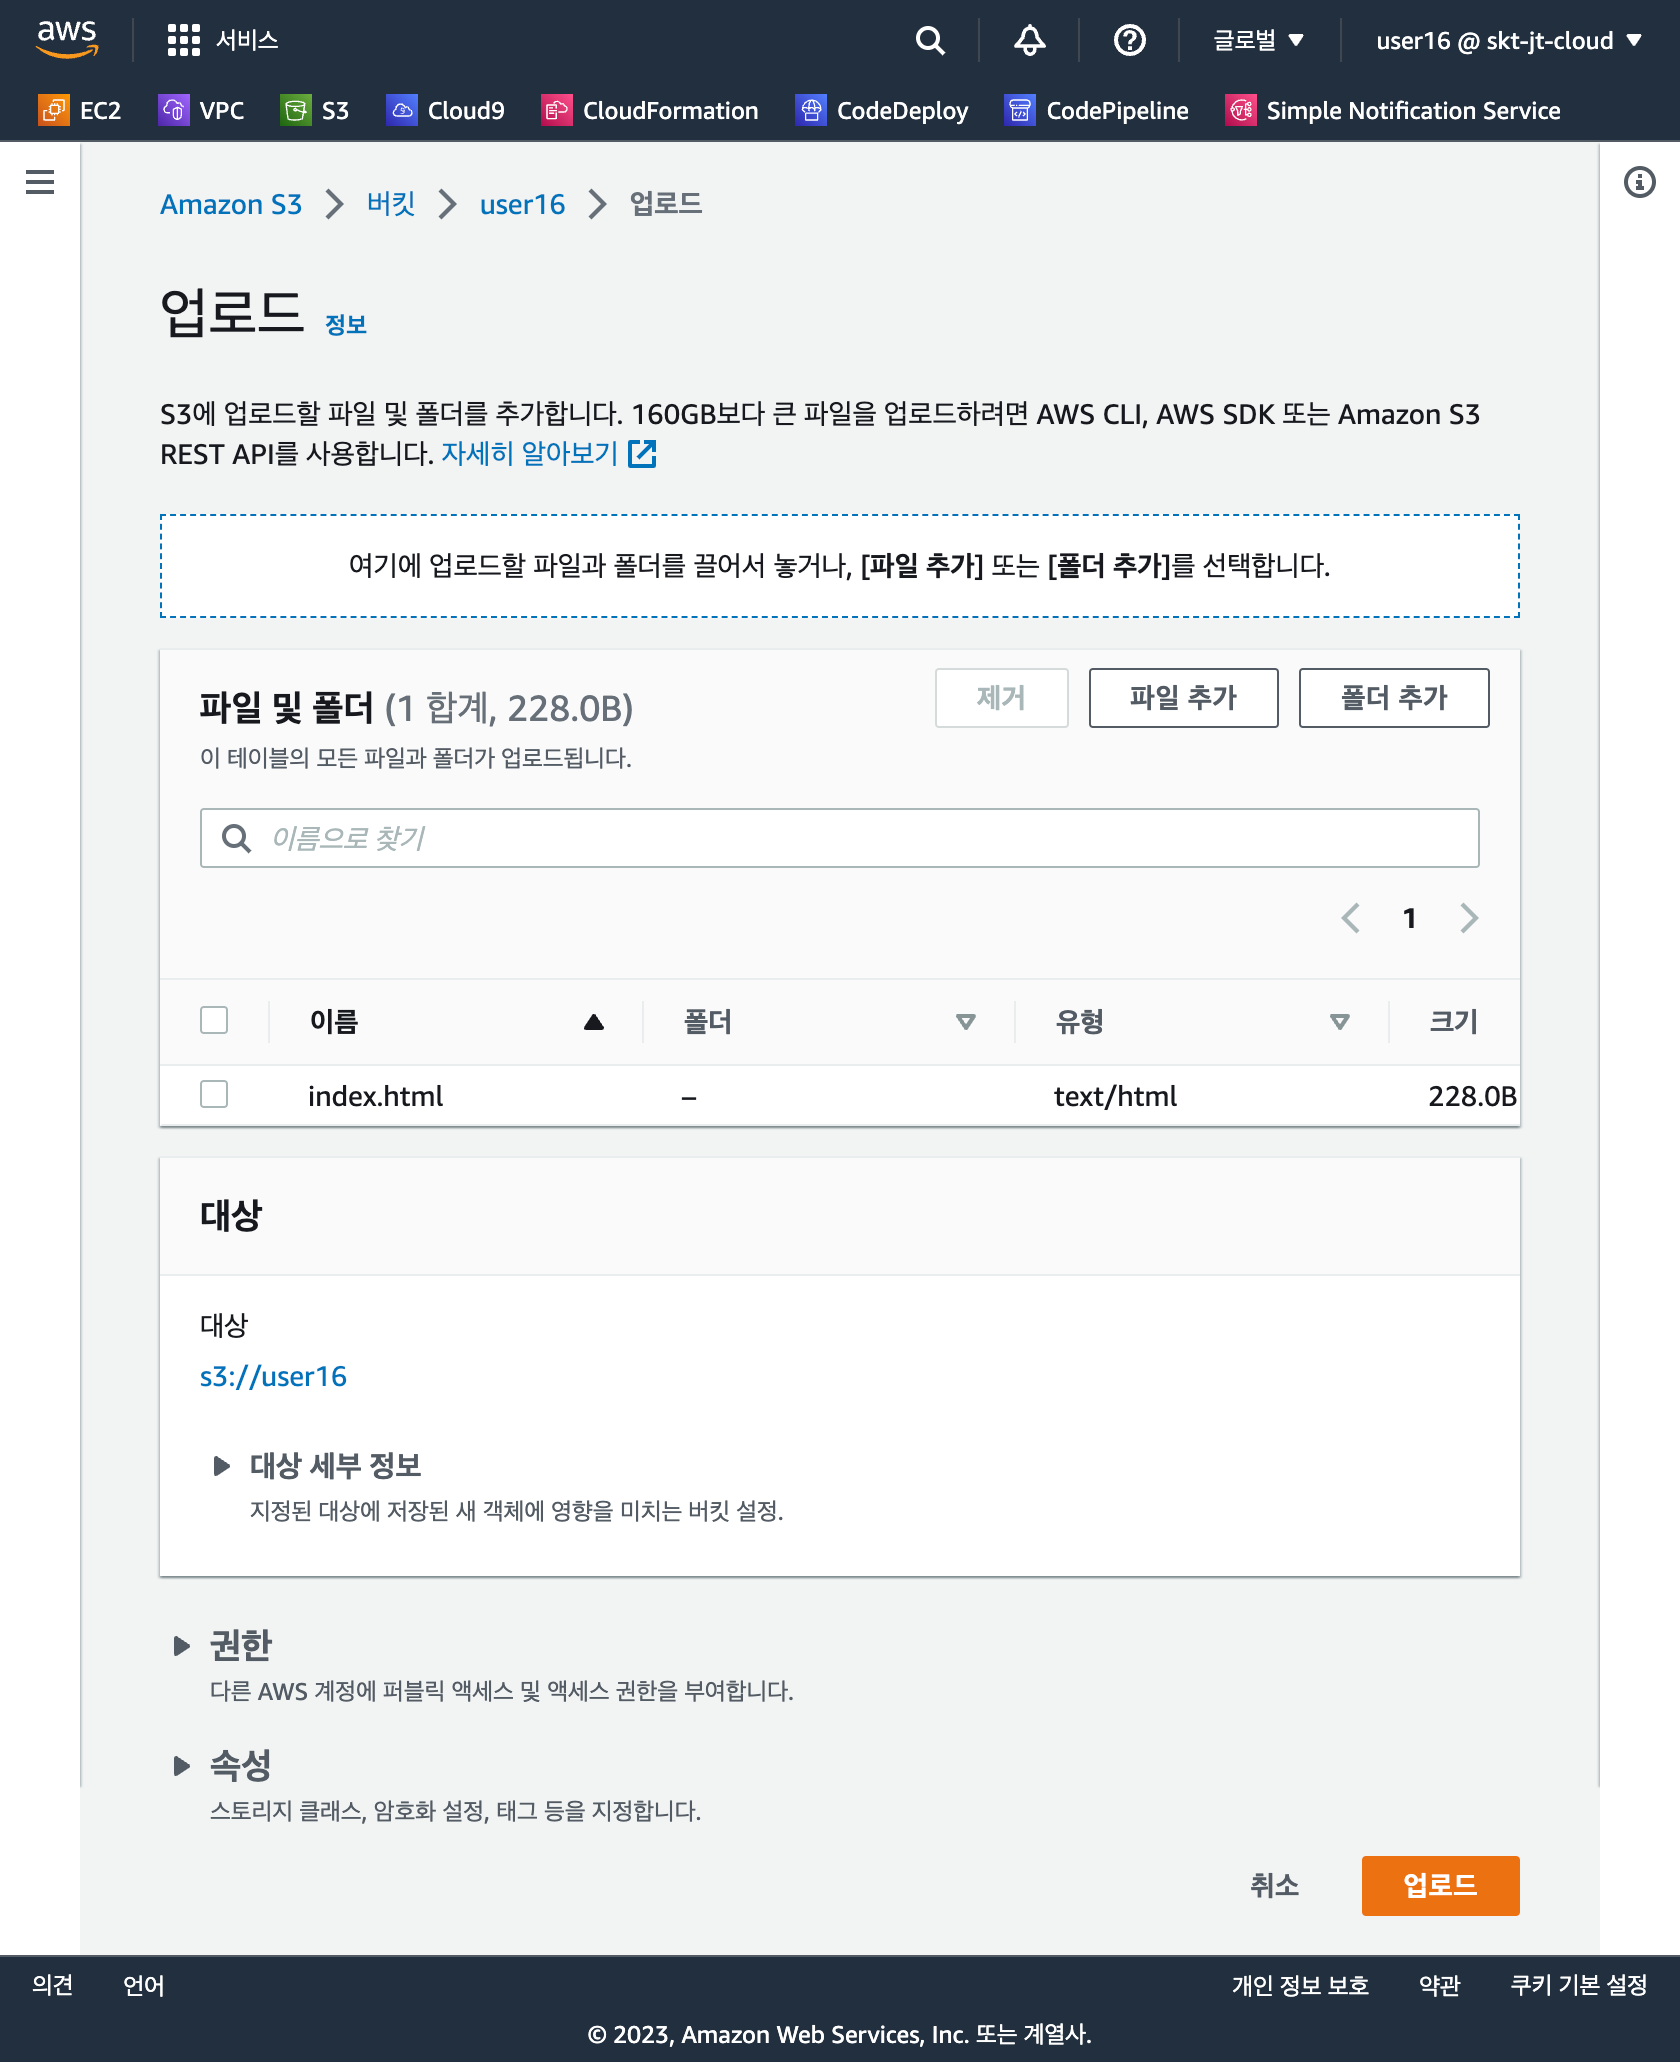 aws 서비스 글로벌 user16 @ skt-jt-cloud
EC2 VPC S3 Cloud9 CloudFormation CodeDeploy CodePipeline Simple Notification Service
Amazon S3 버킷 user16 업로드
업로드 정보
S3에 업로드할 파일 및 폴더를 추가합니다. 160GB보다 큰 파일을 업로드하려면 AWS CLI, AWS SDK 또는 Amazon S3
REST API를 사용합니다. 자세히 알아보기
여기에 업로드할 파일과 폴더를 끌어서 놓거나, [파일 추가] 또는 [폴더 추가]를 선택합니다.
파일 및 폴더 (1 합계, 228.0B) 제거 파일 추가 폴더 추가
이 테이블의 모든 파일과 폴더가 업로드됩니다.
이름으로 찾기
1
이름 폴더 유형 크기
index.html – text/html 228.0B
대상
대상
s3://user16
대상 세부 정보
지정된 대상에 저장된 새 객체에 영향을 미치는 버킷 설정.
권한
다른 AWS 계정에 퍼블릭 액세스 및 액세스 권한을 부여합니다.
속성
스토리지 클래스, 암호화 설정, 태그 등을 지정합니다.
취소 업로드
의견 언어 개인 정보 보호 약관 쿠키 기본 설정
© 2023, Amazon Web Services, Inc. 또는 계열사.